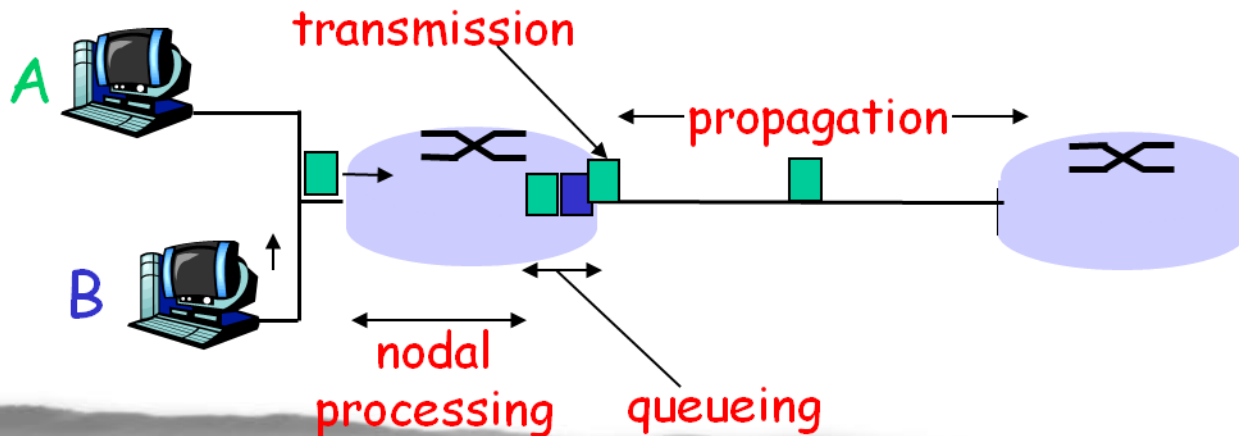 transmission
A
propagation
B
nodal
processing
queueing